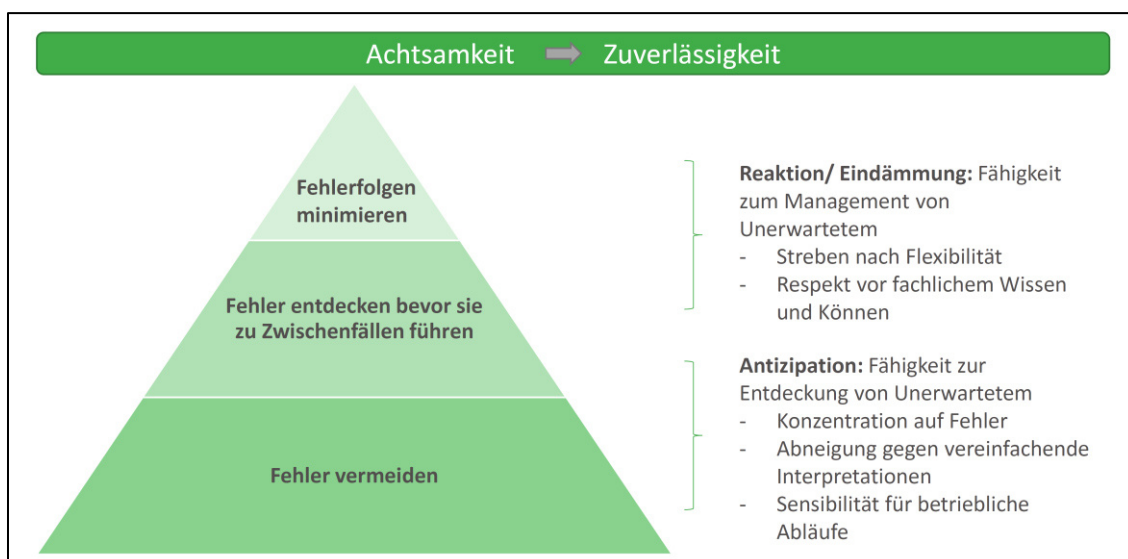 Achtsamkeit Zuverlässigkeit
Fehlerfolgen
minimieren
Fehler entdecken bevor sie
zu Zwischenfällen führen
Fehler vermeiden
Reaktion/ Eindämmung: Fähigkeit
zum Management von
Unerwartetem
- Streben nach Flexibilität
- Respekt vor fachlichem Wissen
und Können
Antizipation: Fähigkeit zur
Entdeckung von Unerwartetem
- Konzentration auf Fehler
- Abneigung gegen vereinfachende
Interpretationen
- Sensibilität für betriebliche
Abläufe